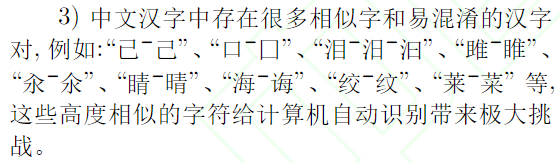 3) 中文汉字中存在很多相似字和易混淆的汉字
对, 例如:“已-己”、“口-囗”、“泪-泪-汩”、“雎-睢”、
“汆-氽”、“睛-晴”、“海-诲”、“绞-纹”、“莱-菜” 等,
这些高度相似的字符给计算机自动识别带来极大挑
战。